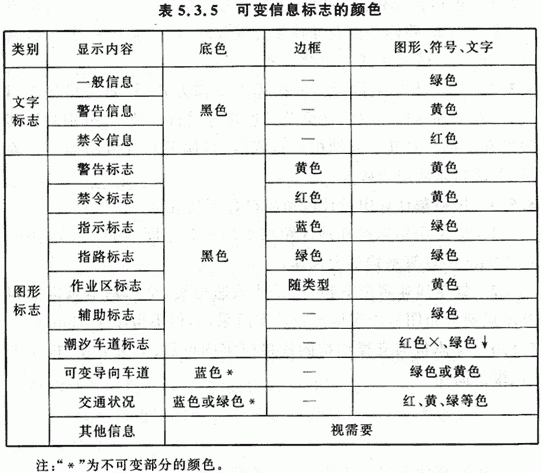 表 5.3.5 可变信息标志的颜色
类别 显示内容 底色 边框 图形、符号、文字
文字标志 一般信息 黑色 — 绿色
警告信息 — 黄色
禁令信息 — 红色
图形标志 警告标志 黑色 黄色 黄色
禁令标志 红色 黄色
指示标志 蓝色 绿色
指路标志 绿色 绿色
作业区标志 随类型 黄色
辅助标志 — 绿色
潮汐车道标志 — 红色×、绿色↓
可变导向车道 蓝色* — 绿色或黄色
交通状况 蓝色或绿色* — 红、黄、绿等色
其他信息 视需要
注:“*”为不可变部分的颜色。